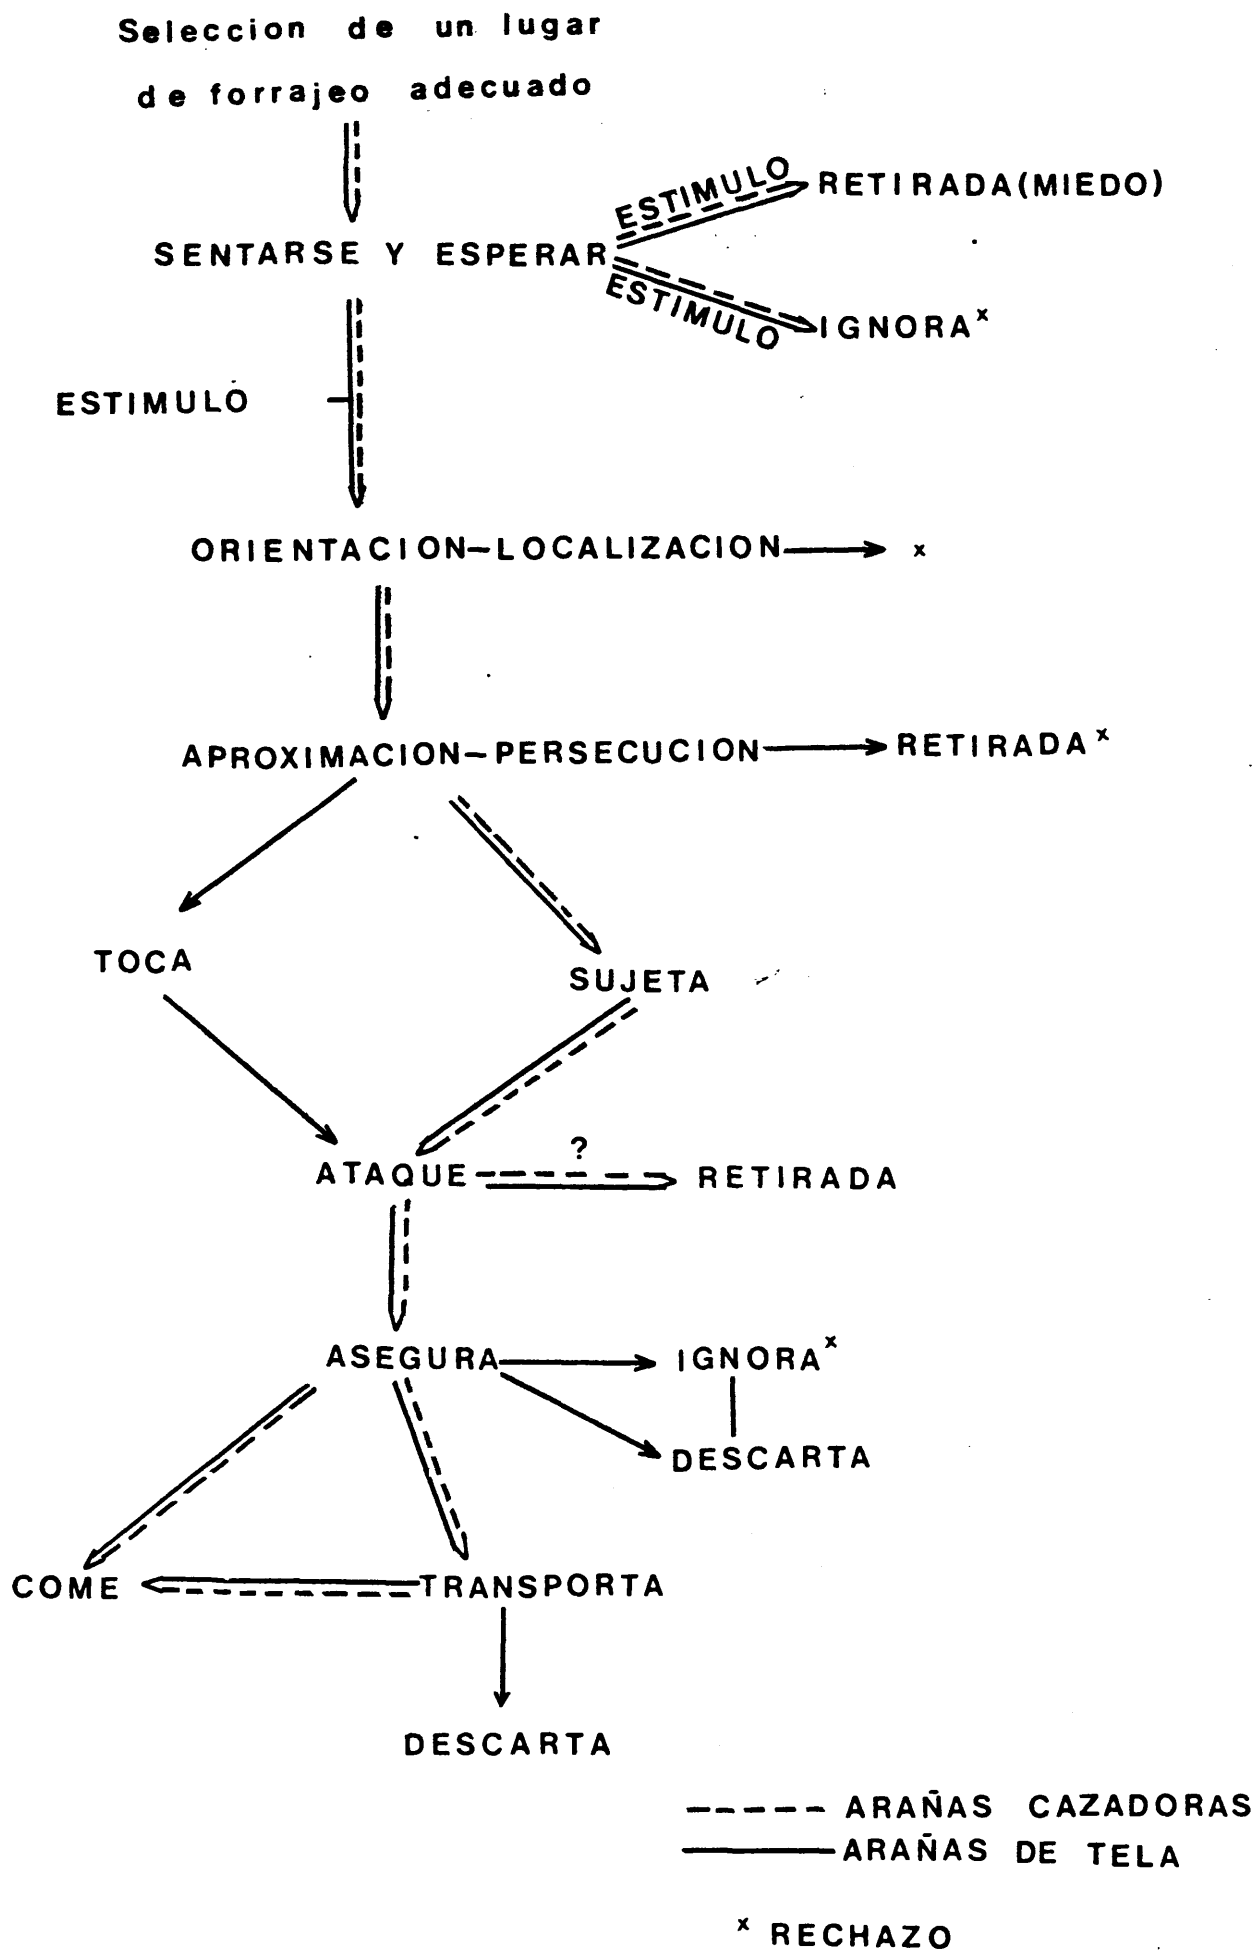 Seleccion de un lugar
de forrajeo adecuado
ESTIMULO
RETIRADA(MIEDO)
SENTARSE Y ESPERAR
ESTIMULO
IGNORA x
ESTIMULO
ORIENTACION-LOCALIZACION x
APROXIMACION-PERSECUCION RETIRADA x
TOCA
SUJETA
?
ATAQUE RETIRADA
ASEGURA IGNORA x
DESCARTA
COME TRANSPORTA
DESCARTA
ARAÑAS CAZADORAS
ARAÑAS DE TELA
x RECHAZO